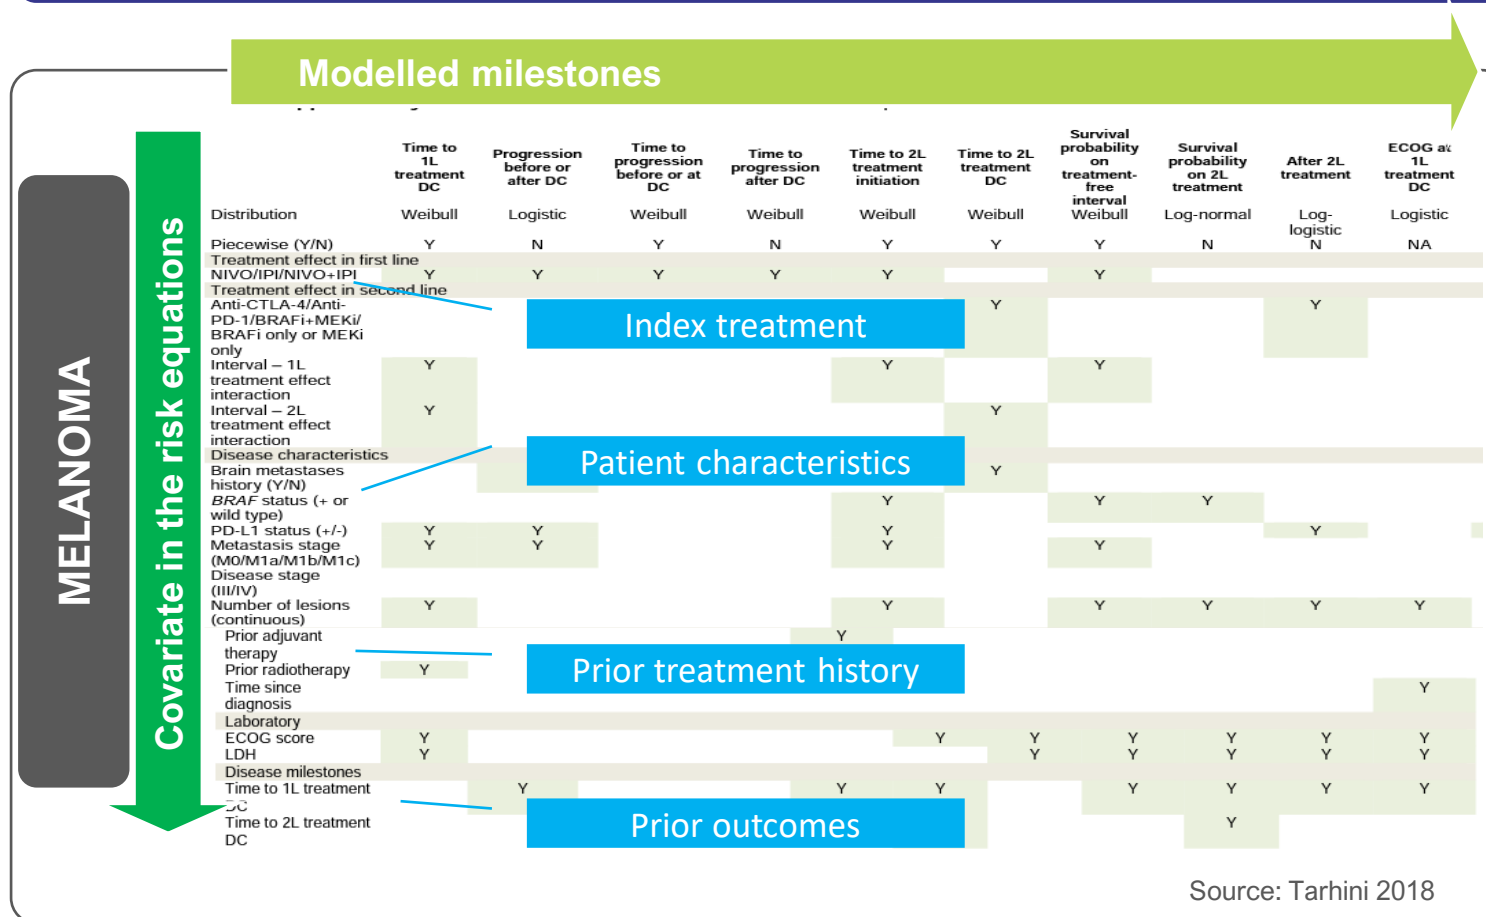 Modelled milestones
MELANOMA
Covariate in the risk equations
Time to 1L treatment DC
Progression before or after DC
Time to progression before or at DC
Time to progression after DC
Time to 2L treatment initiation
Time to 2L treatment DC
Survival probability on treatment-free interval
Survival probability on 2L treatment
After 2L treatment
ECOG at 1L treatment DC
Distribution Weibull Logistic Weibull Weibull Weibull Weibull Weibull Log-normal Log-logistic Logistic
Piecewise (Y/N) Y N Y N Y Y Y N N NA
Treatment effect in first line
NIVO/IPI/NIVO+IPI Y Y Y Y Y Y
Treatment effect in second line
Anti-CTLA-4/Anti- Y Y
PD-1/BRAFi+MEKi/
BRAFi only or MEKi
only
Index treatment
Interval – 1L Y Y Y
treatment effect
interaction
Interval – 2L Y Y
treatment effect
interaction
Disease characteristics
Patient characteristics
Brain metastases Y
history (Y/N)
BRAF status (+ or Y Y Y
wild type)
PD-L1 status (+/-) Y Y Y Y
Metastasis stage Y Y Y Y
(M0/M1a/M1b/M1c)
Disease stage
(III/IV)
Number of lesions Y Y Y Y Y Y
(continuous)
Prior adjuvant Y
therapy
Prior treatment history
Prior radiotherapy Y
Time since Y
diagnosis
Laboratory
ECOG score Y Y Y Y Y Y Y
LDH Y Y Y Y Y Y
Disease milestones
Time to 1L treatment Y Y Y Y Y Y Y
DC
Prior outcomes
Time to 2L treatment Y
DC
Source: Tarhini 2018